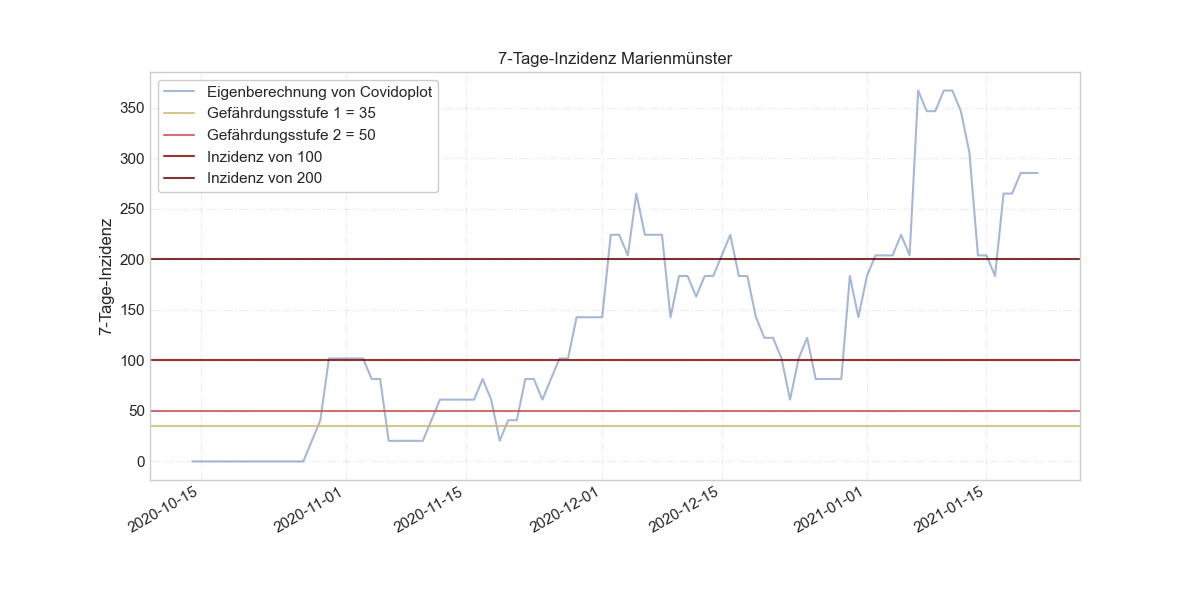 7-Tage-Inzidenz Marienmünster
Eigenberechnung von Covidoplot
Gefährdungsstufe 1 = 35
Gefährdungsstufe 2 = 50
Inzidenz von 100
Inzidenz von 200
7-Tage-Inzidenz
350
300
250
200
150
100
50
0
2020-10-15
2020-11-01
2020-11-15
2020-12-01
2020-12-15
2021-01-01
2021-01-15